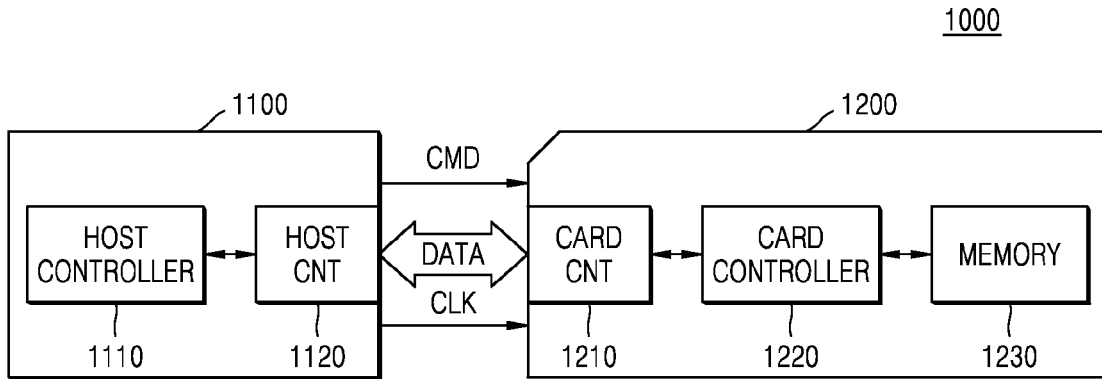 1000
1100
1200
CMD
HOST
CONTROLLER
HOST
CNT
DATA
CARD
CNT
CARD
CONTROLLER
MEMORY
CLK
1110
1120
1210
1220
1230